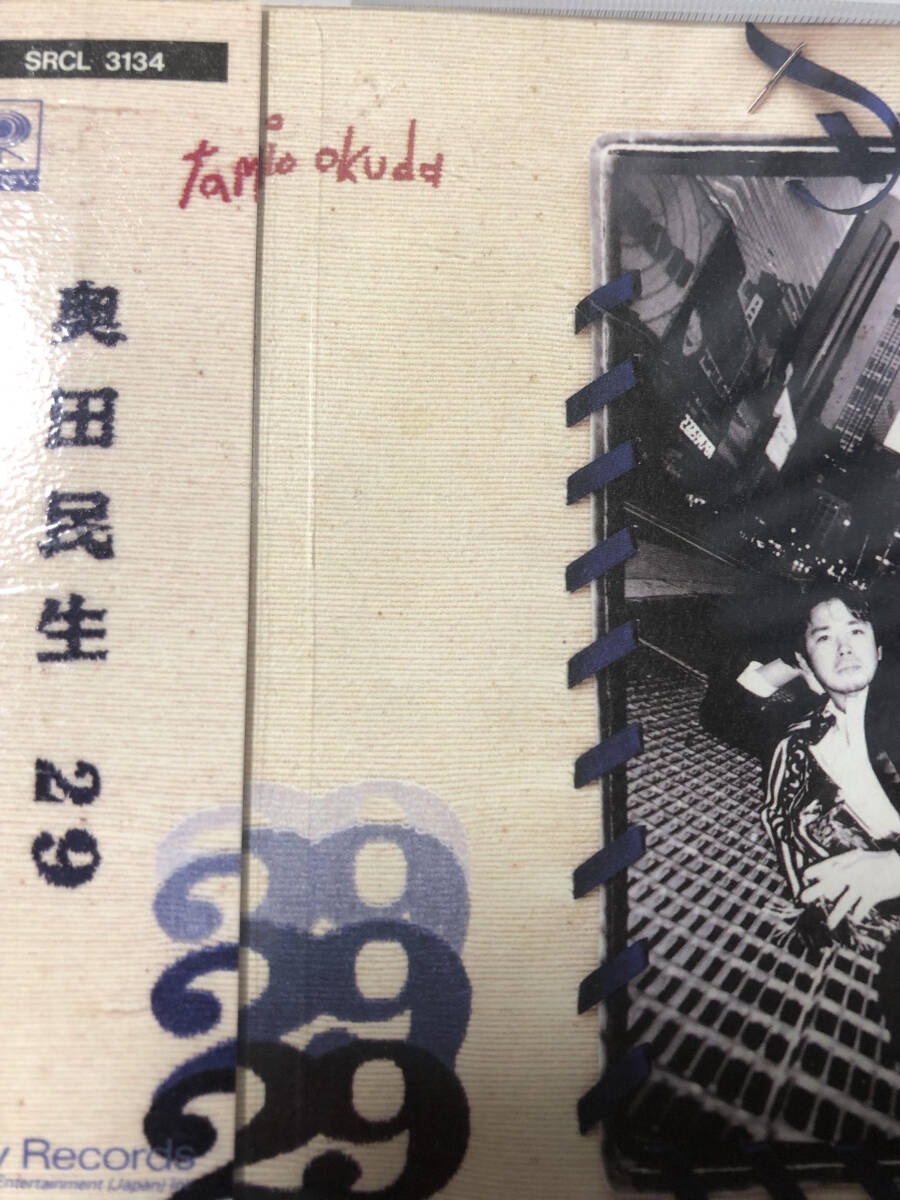 SRCL 3134
tamio okuda
奥田民生 29
29
29
29
y Records
Entertainment (Japan)